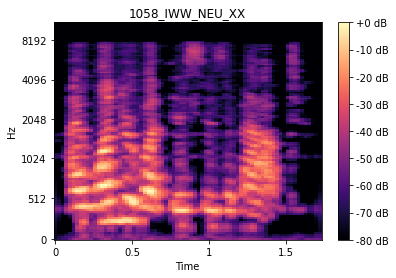 1058_IWW_NEU_XX
Hz
8192
4096
2048
1024
512
0
0
0.5
1
1.5
Time
+0 dB
-10 dB
-20 dB
-30 dB
-40 dB
-50 dB
-60 dB
-70 dB
-80 dB